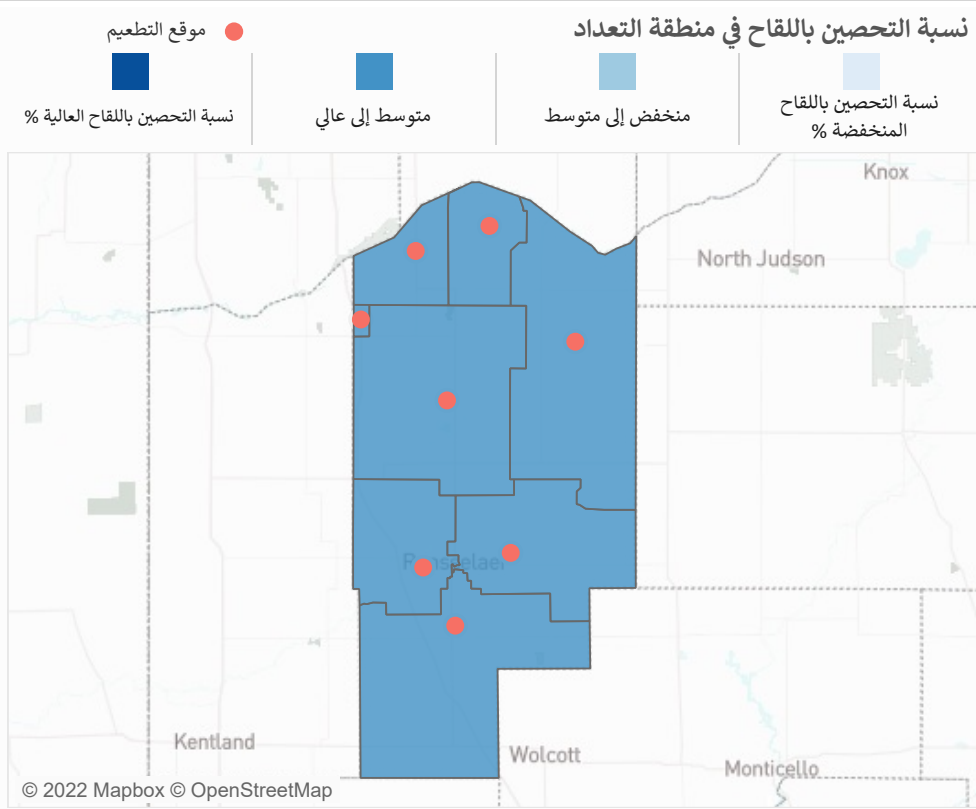 نسبة التحصين باللقاح في منطقة التعداد
موقع التطعيم
نسبة التحصين باللقاح
المنخفضة %
منخفض إلى متوسط
متوسط إلى عالي
نسبة التحصين باللقاح العالية %
Knox
North Judson
Rensselaer
Kentland
Wolcott
Monticello
© 2022 Mapbox © OpenStreetMap